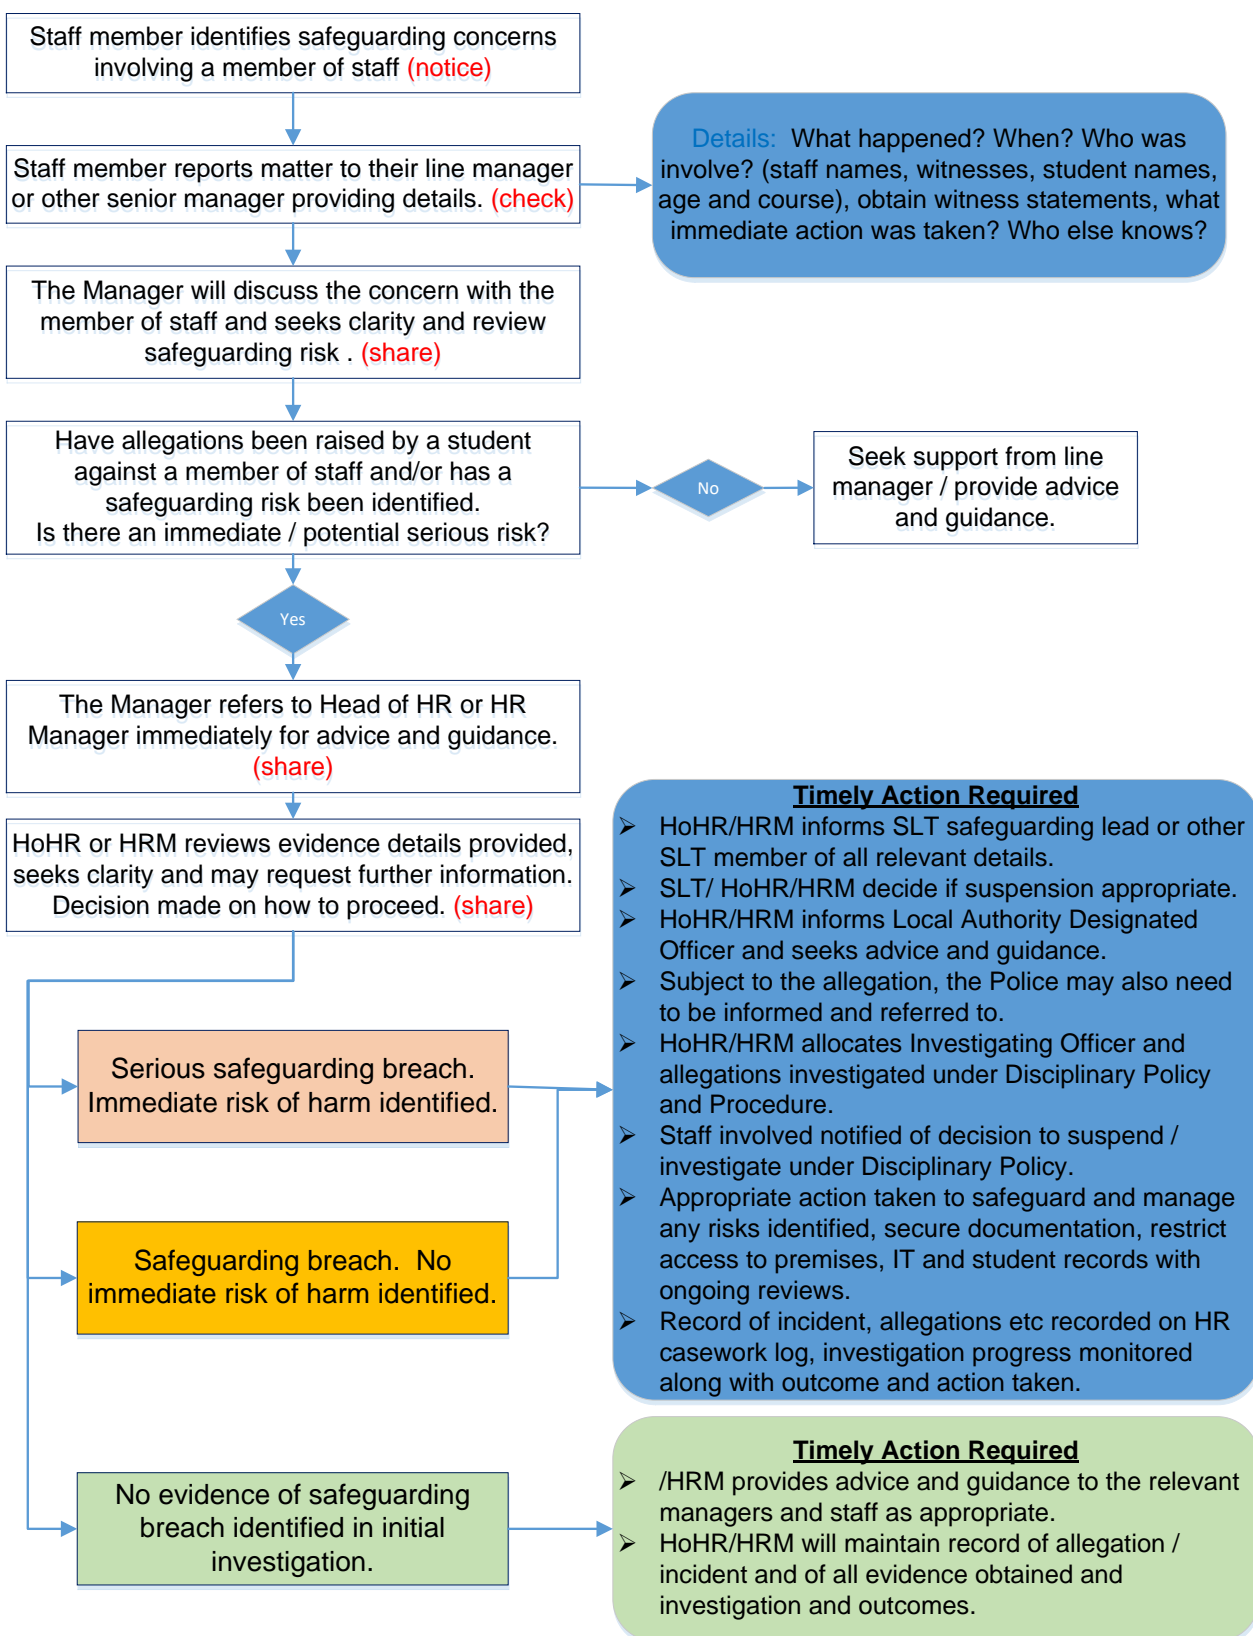 Staff member identifies safeguarding concerns
involving a member of staff (notice)
Staff member reports matter to their line manager
or other senior manager providing details. (check)
Details:  What happened? When? Who was
involve? (staff names, witnesses, student names,
age and course), obtain witness statements, what
immediate action was taken? Who else knows?
The Manager will discuss the concern with the
member of staff and seeks clarity and review
safeguarding risk . (share)
Have allegations been raised by a student
against a member of staff and/or has a
safeguarding risk been identified.
Is there an immediate / potential serious risk?
No
Seek support from line
manager / provide advice
and guidance.
Yes
The Manager refers to Head of HR or HR
Manager immediately for advice and guidance.
(share)
HoHR or HRM reviews evidence details provided,
seeks clarity and may request further information.
Decision made on how to proceed. (share)
Serious safeguarding breach.
Immediate risk of harm identified.
Safeguarding breach.  No
immediate risk of harm identified.
Timely Action Required
➢ HoHR/HRM informs SLT safeguarding lead or other
SLT member of all relevant details.
➢ SLT/ HoHR/HRM decide if suspension appropriate.
➢ HoHR/HRM informs Local Authority Designated
Officer and seeks advice and guidance.
➢ Subject to the allegation, the Police may also need
to be informed and referred to.
➢ HoHR/HRM allocates Investigating Officer and
allegations investigated under Disciplinary Policy
and Procedure.
➢ Staff involved notified of decision to suspend /
investigate under Disciplinary Policy.
➢ Appropriate action taken to safeguard and manage
any risks identified, secure documentation, restrict
access to premises, IT and student records with
ongoing reviews.
➢ Record of incident, allegations etc recorded on HR
casework log, investigation progress monitored
along with outcome and action taken.
No evidence of safeguarding
breach identified in initial
investigation.
Timely Action Required
➢ /HRM provides advice and guidance to the relevant
managers and staff as appropriate.
➢ HoHR/HRM will maintain record of allegation /
incident and of all evidence obtained and
investigation and outcomes.